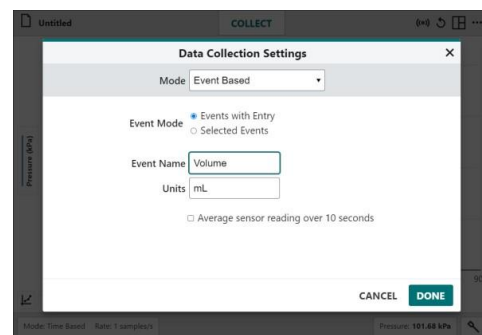 Untitled
COLLECT
Data Collection Settings
Mode Event Based
Event Mode Events with Entry
Selected Events
Event Name Volume
Units mL
Average sensor reading over 10 seconds
CANCEL DONE
Pressure (kPa)
90
Mode: Time Based Rate: 1 samples/s Pressure: 101.68 kPa